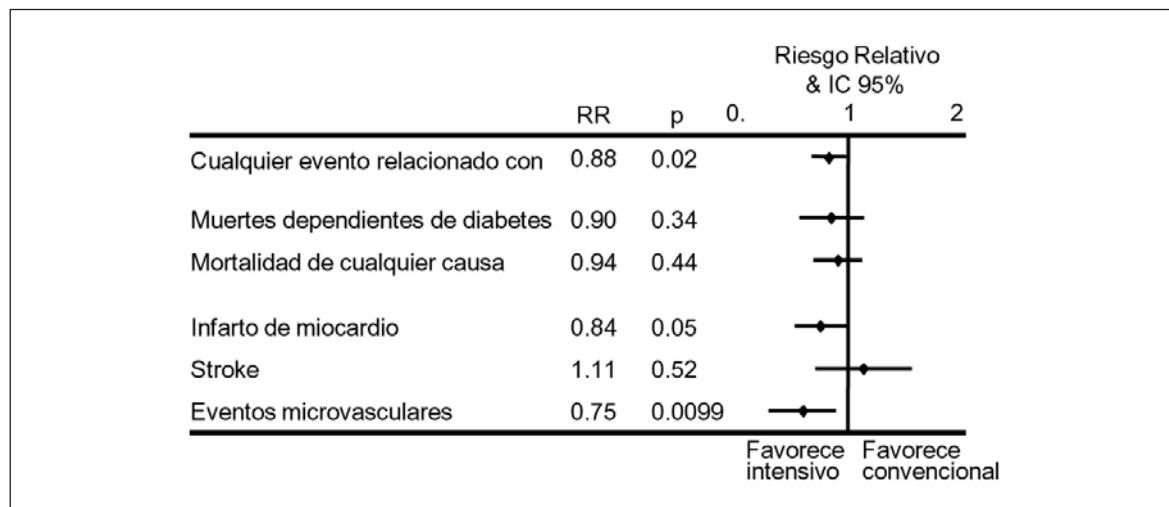 Riesgo Relativo
& IC 95%
RR p 0. 1 2
Cualquier evento relacionado con 0.88 0.02
Muertes dependientes de diabetes 0.90 0.34
Mortalidad de cualquier causa 0.94 0.44
Infarto de miocardio 0.84 0.05
Stroke 1.11 0.52
Eventos microvasculares 0.75 0.0099
Favorece Favorece
intensivo convencional